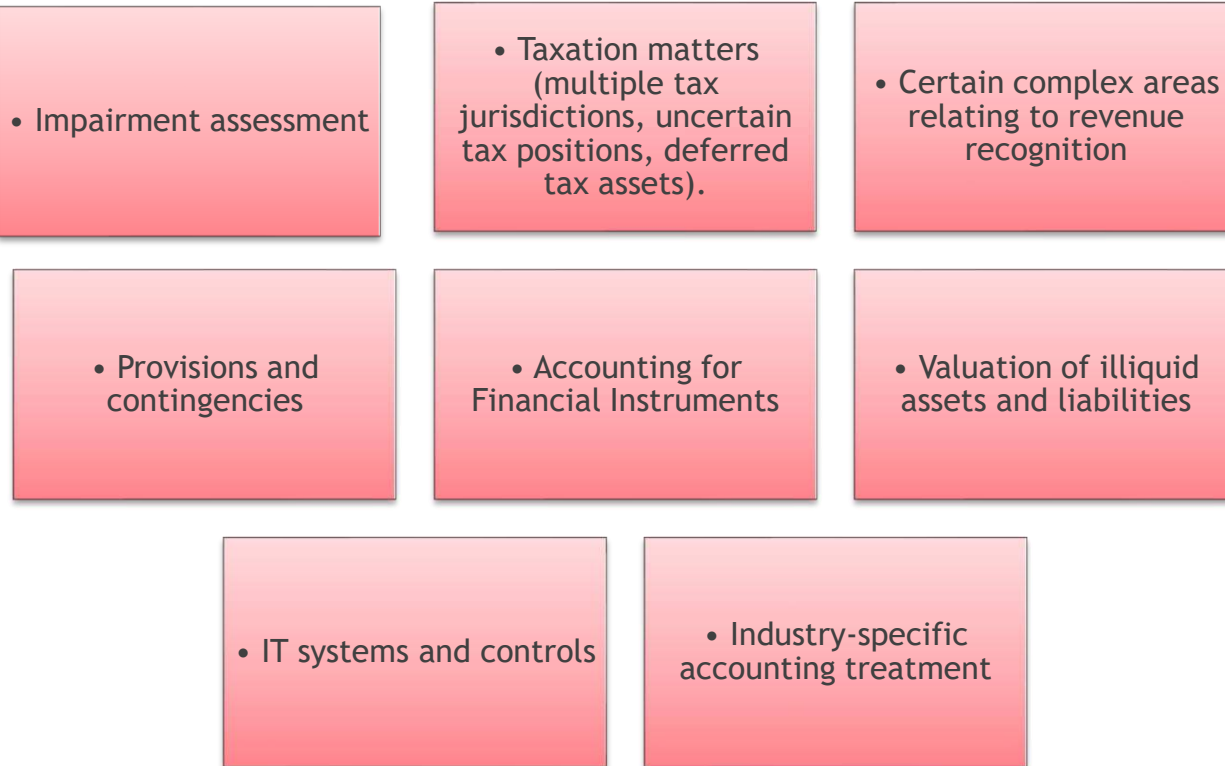 • Impairment assessment
• Taxation matters
(multiple tax
jurisdictions, uncertain
tax positions, deferred
tax assets).
• Certain complex areas
relating to revenue
recognition
• Provisions and
contingencies
• Accounting for
Financial Instruments
• Valuation of illiquid
assets and liabilities
• IT systems and controls
• Industry-specific
accounting treatment